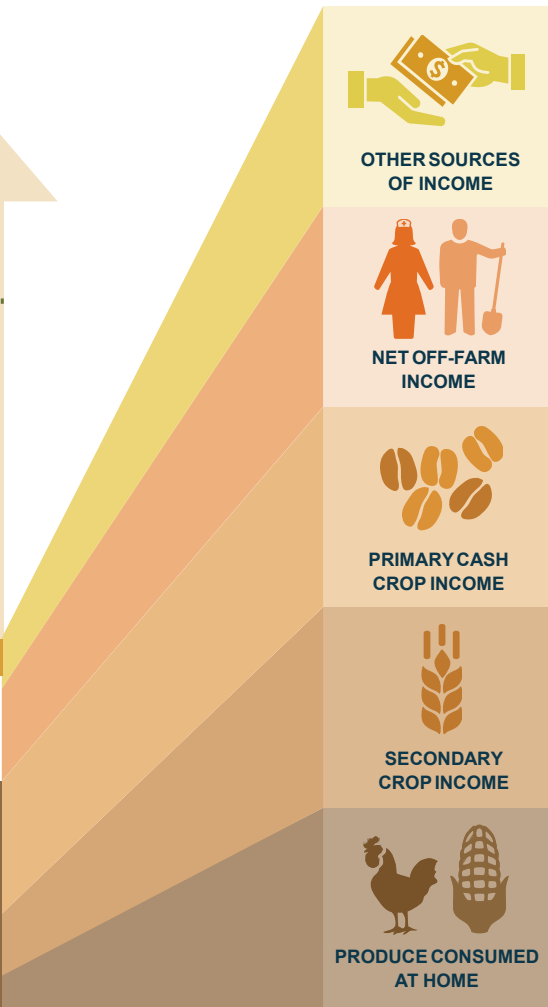 OTHER SOURCES
OF INCOME
NET OFF-FARM
INCOME
PRIMARY CASH
CROP INCOME
SECONDARY
CROP INCOME
PRODUCE CONSUMED
AT HOME